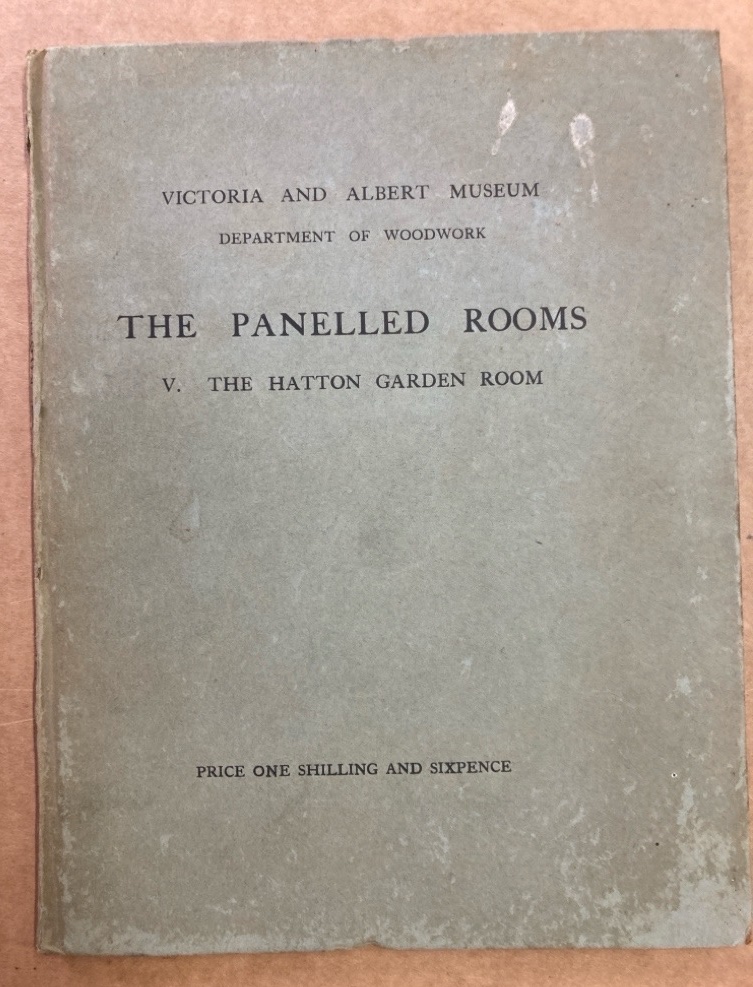 VICTORIA AND ALBERT MUSEUM
DEPARTMENT OF WOODWORK
THE PANELLED ROOMS
V. THE HATTON GARDEN ROOM
PRICE ONE SHILLING AND SIXPENCE